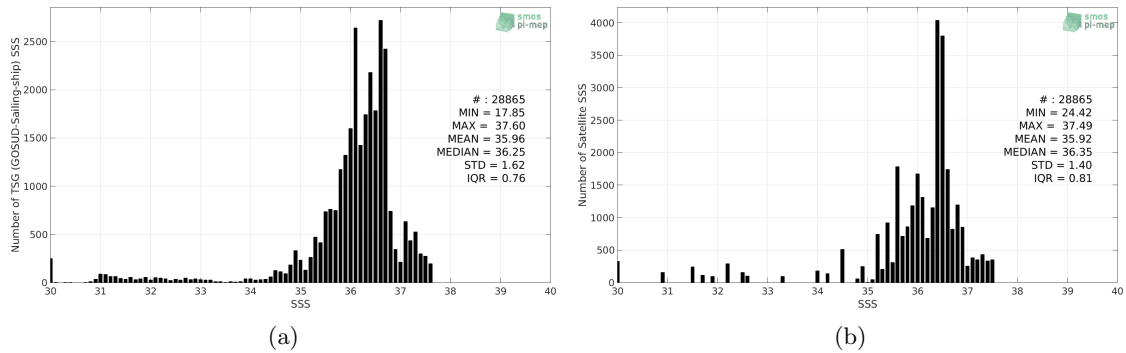 smos
pi-mep
Number of TSG (GOSUD-Sailing-ship) SSS
2500
2000
1500
1000
500
0
# : 28865
MIN = 17.85
MAX = 37.60
MEAN = 35.96
MEDIAN = 36.25
STD = 1.62
IQR = 0.76
30 31 32 33 34 35 36 37 38 39 40
SSS
(a)
smos
pi-mep
Number of Satellite SSS
4000
3500
3000
2500
2000
1500
1000
500
0
# : 28865
MIN = 24.42
MAX = 37.49
MEAN = 35.92
MEDIAN = 36.35
STD = 1.40
IQR = 0.81
30 31 32 33 34 35 36 37 38 39 40
SSS
(b)